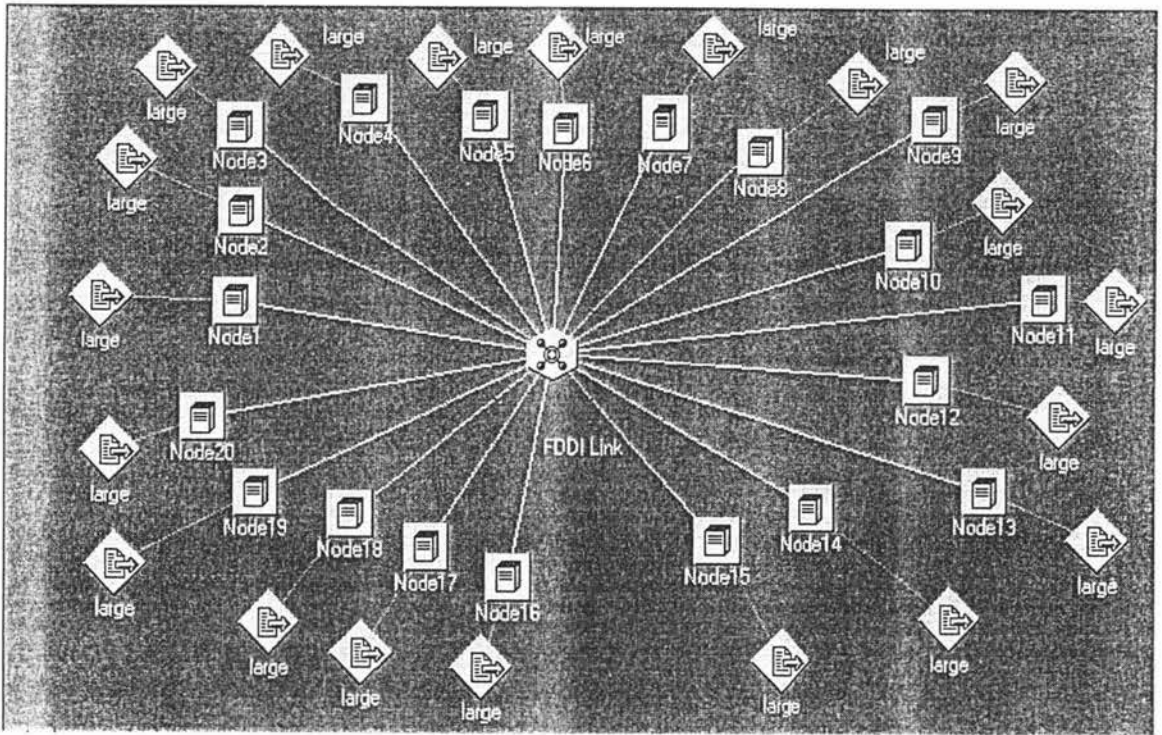 large
large
large
large
large
large
large
large
Node4
Node3
Node5
Node6
Node7
Node8
Node9
large
Node2
large
Node10
large
Node1
large
Node11
large
Node12
Node20
FDDI Link
large
large
Node19
Node18
Node17
Node16
Node15
Node14
Node13
large
large
large
large
large
large
large